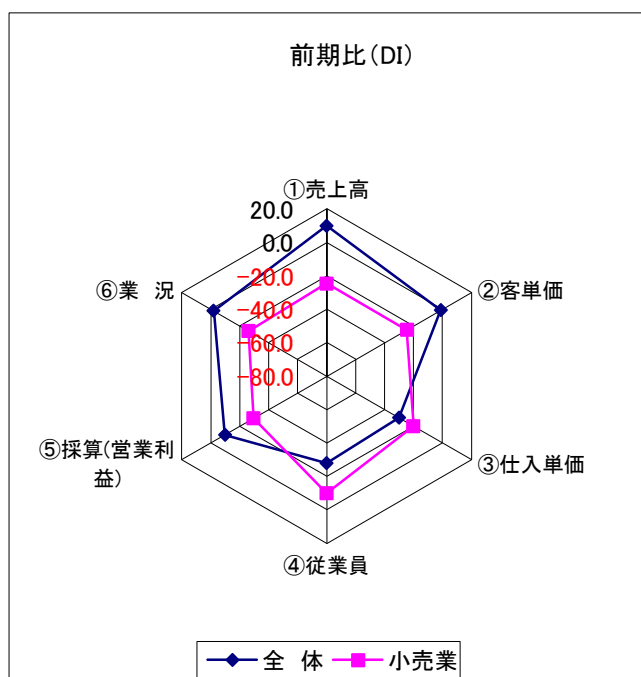 前期比(DI)
①売上高
20.0
0.0
-20.0
-40.0
-60.0
-80.0
②客単価
③仕入単価
④従業員
⑤採算(営業利
益)
⑥業　況
全　体
小売業